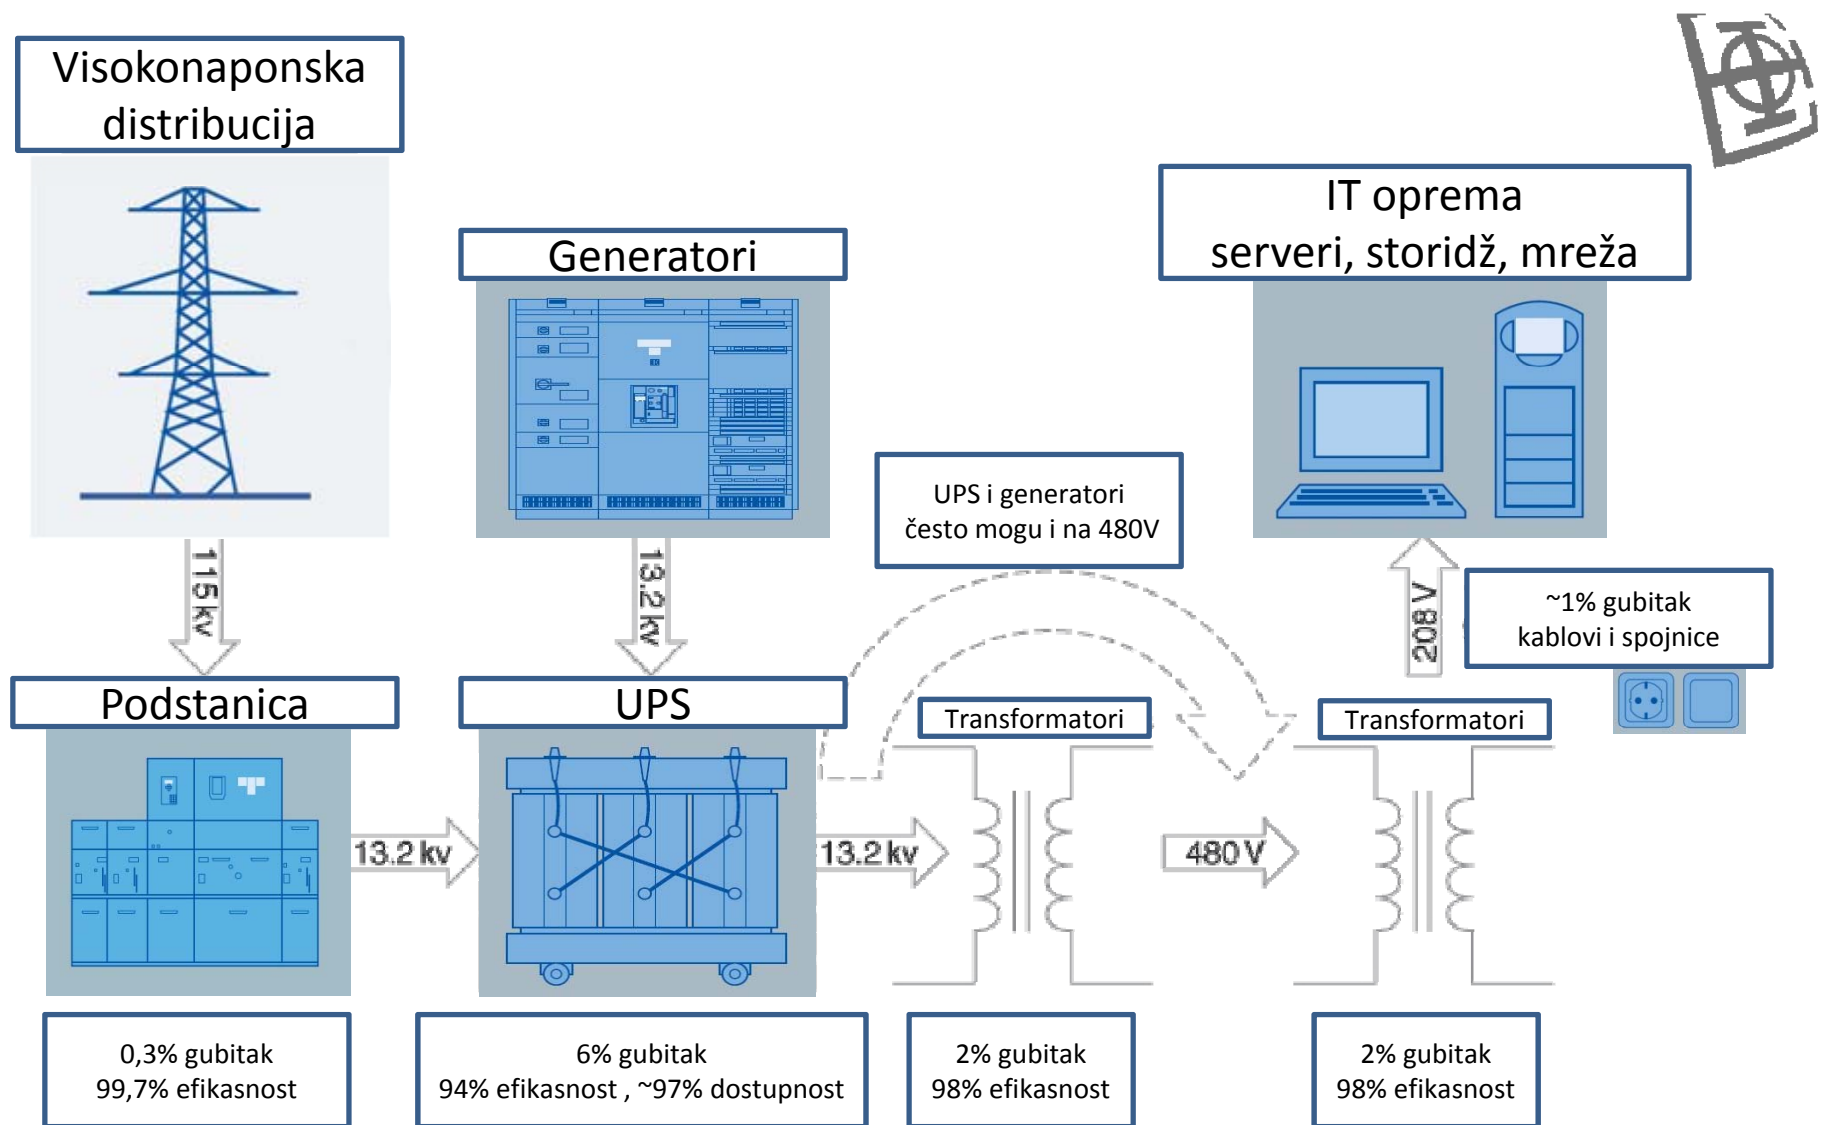 Visokonaponska
distribucija
Generatori
IT oprema
serveri, storidž, mreža
UPS i generatori
često mogu i na 480V
115 kv
13.2 kv
208 V
~1% gubitak
kablovi i spojnice
Podstanica
UPS
Transformatori
Transformatori
13.2 kv
13.2 kv
480 V
0,3% gubitak
99,7% efikasnost
6% gubitak
94% efikasnost , ~97% dostupnost
2% gubitak
98% efikasnost
2% gubitak
98% efikasnost